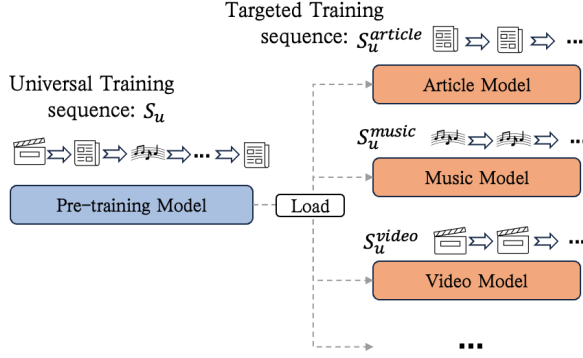 Targeted Training
sequence: S_u^{article}
...
Article Model
Universal Training
sequence: S_u
...
Pre-training Model
Load
S_u^{music}
...
Music Model
S_u^{video}
...
Video Model
...